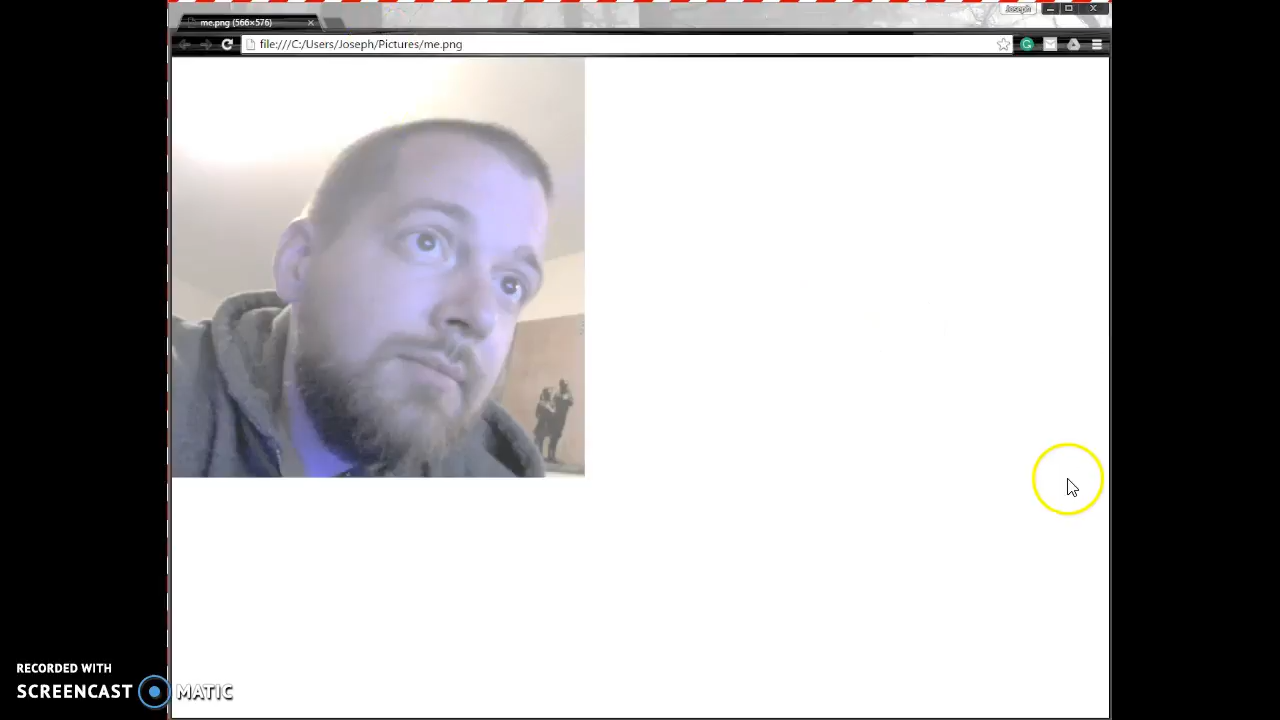 me.png (566×576)
Joseph
file:///C:/Users/Joseph/Pictures/me.png
RECORDED WITH
SCREENCAST MATIC